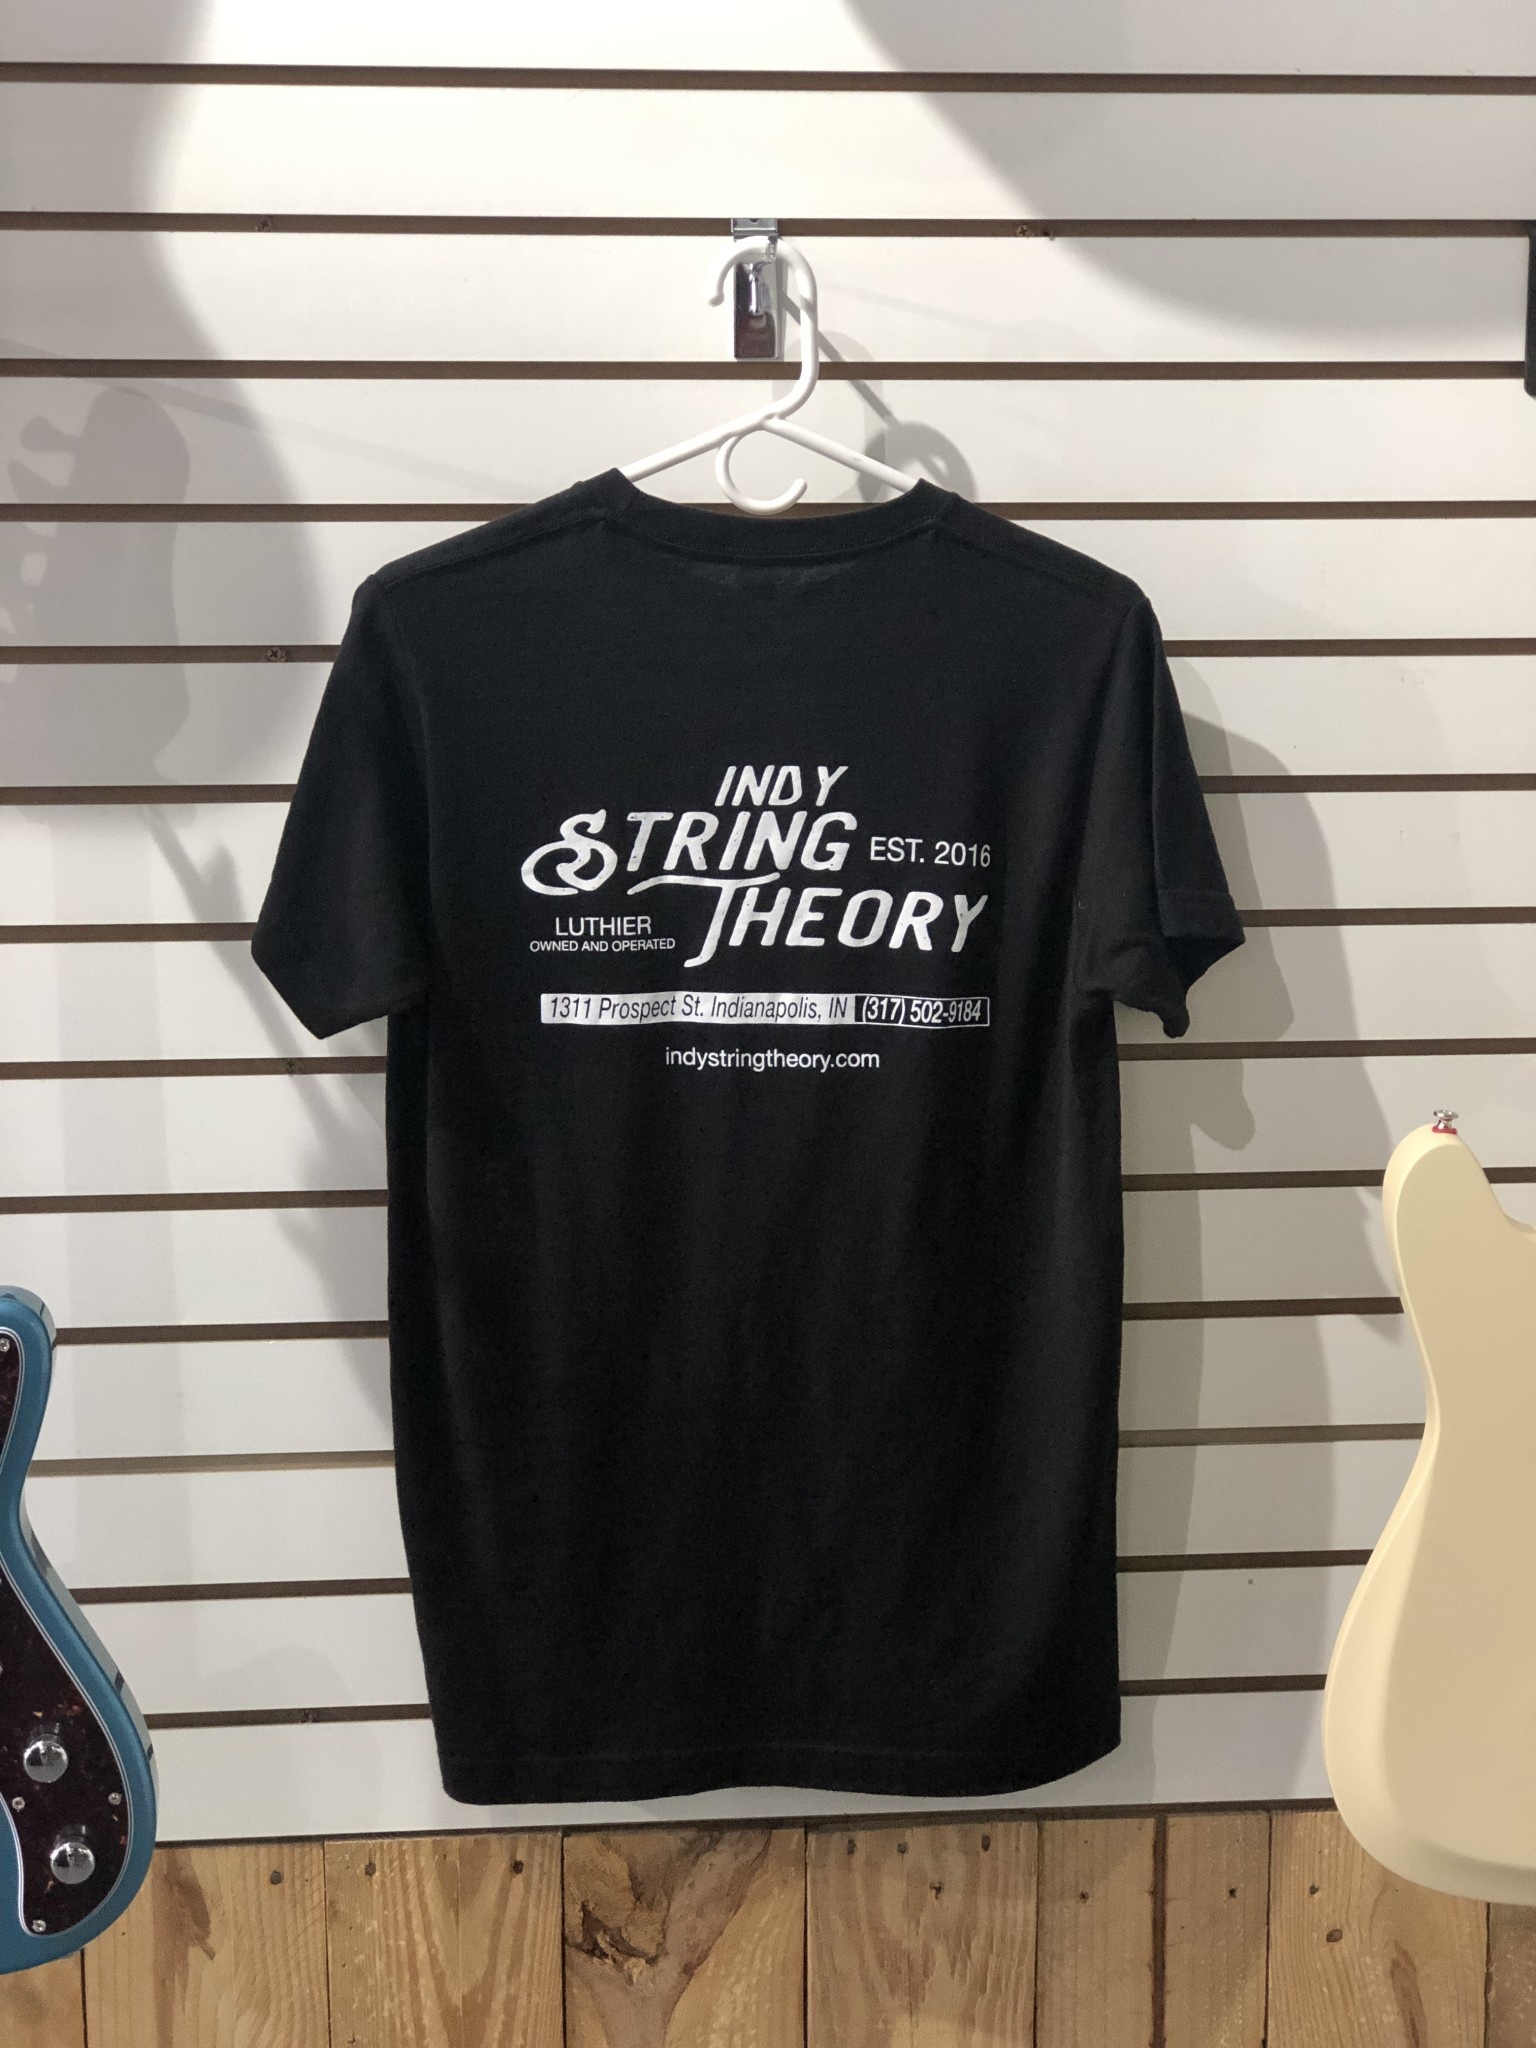 INDY
STRING EST. 2016
THEORY
LUTHIER
OWNED AND OPERATED
1311 Prospect St. Indianapolis, IN (317) 502-9184
indystringtheory.com